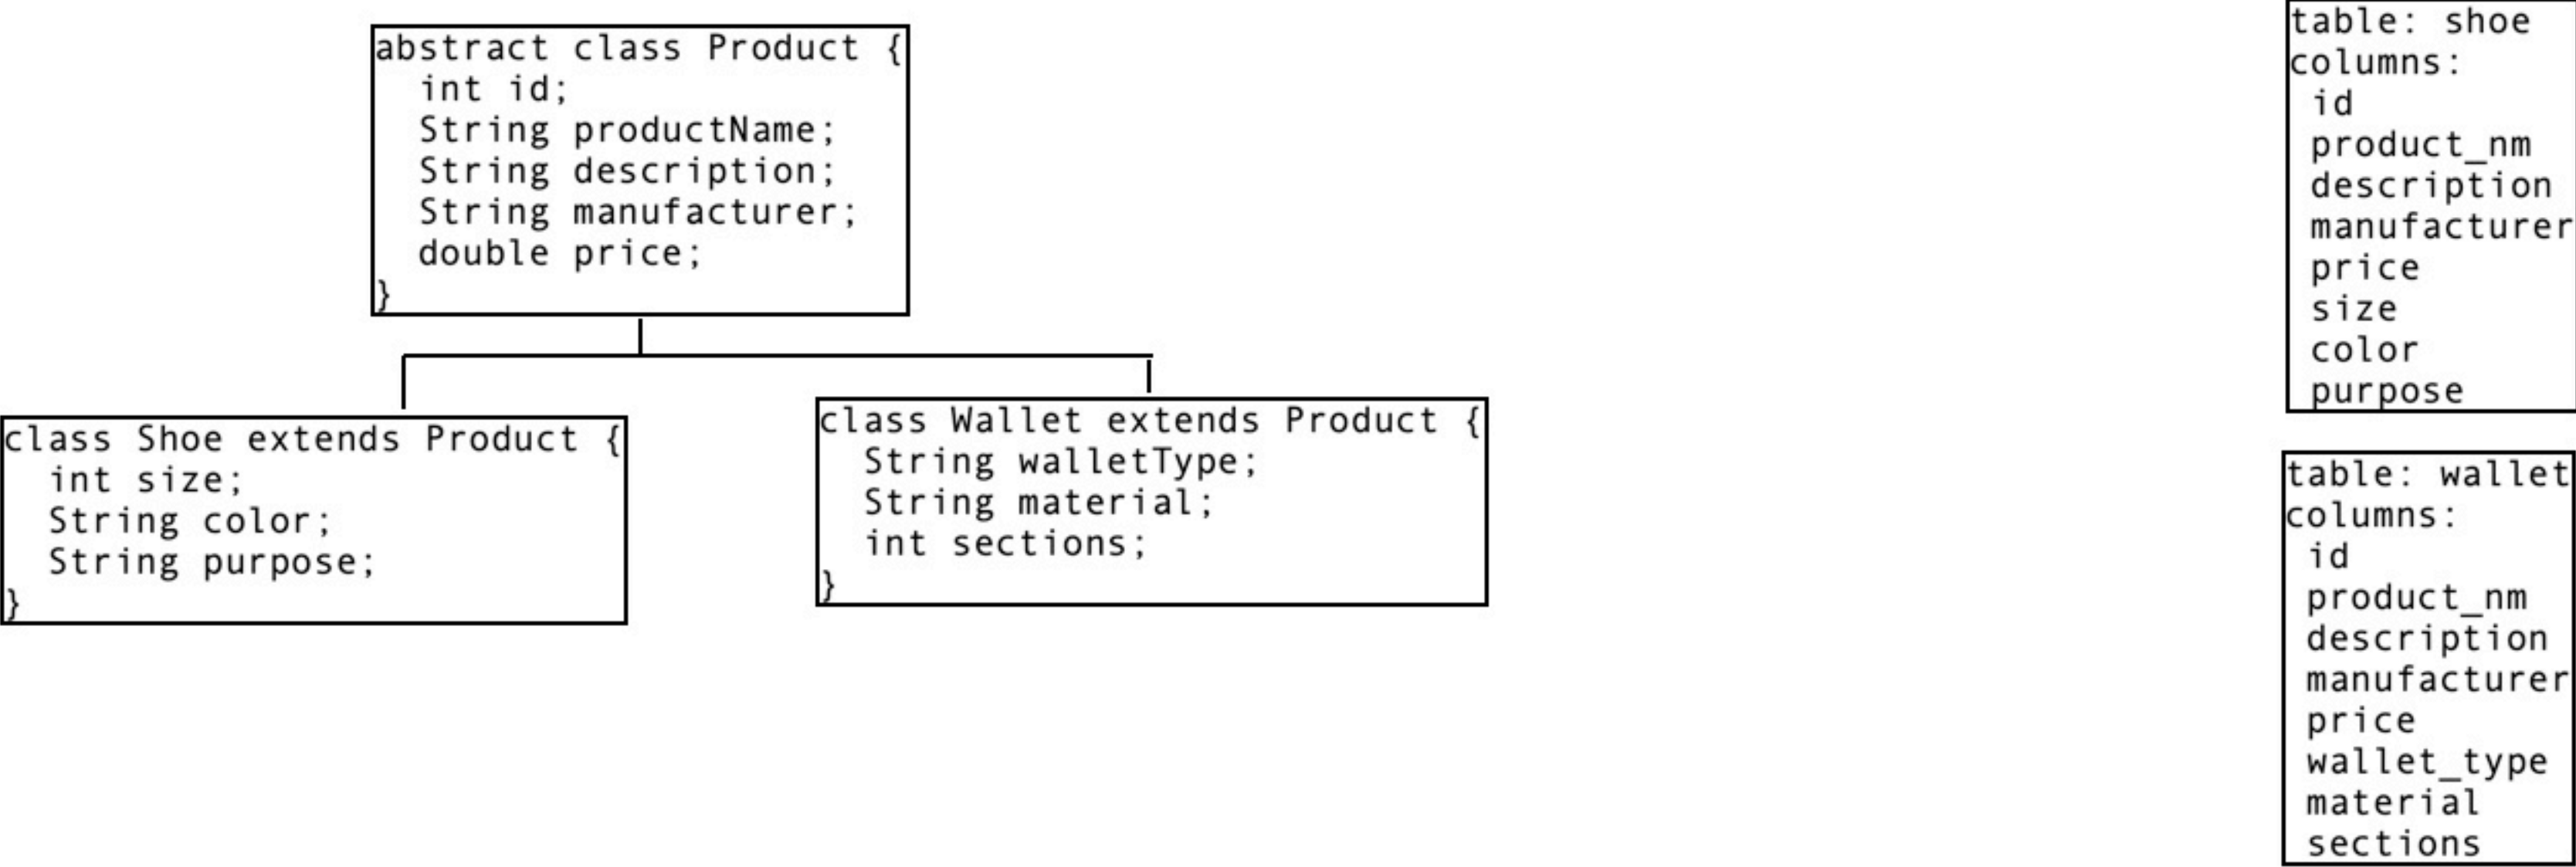 abstract class Product {
int id;
String productName;
String description;
String manufacturer;
double price;
}
class Shoe extends Product {
int size;
String color;
String purpose;
}
class Wallet extends Product {
String walletType;
String material;
int sections;
}
table: shoe
columns:
id
product_nm
description
manufacturer
price
size
color
purpose
table: wallet
columns:
id
product_nm
description
manufacturer
price
wallet_type
material
sections